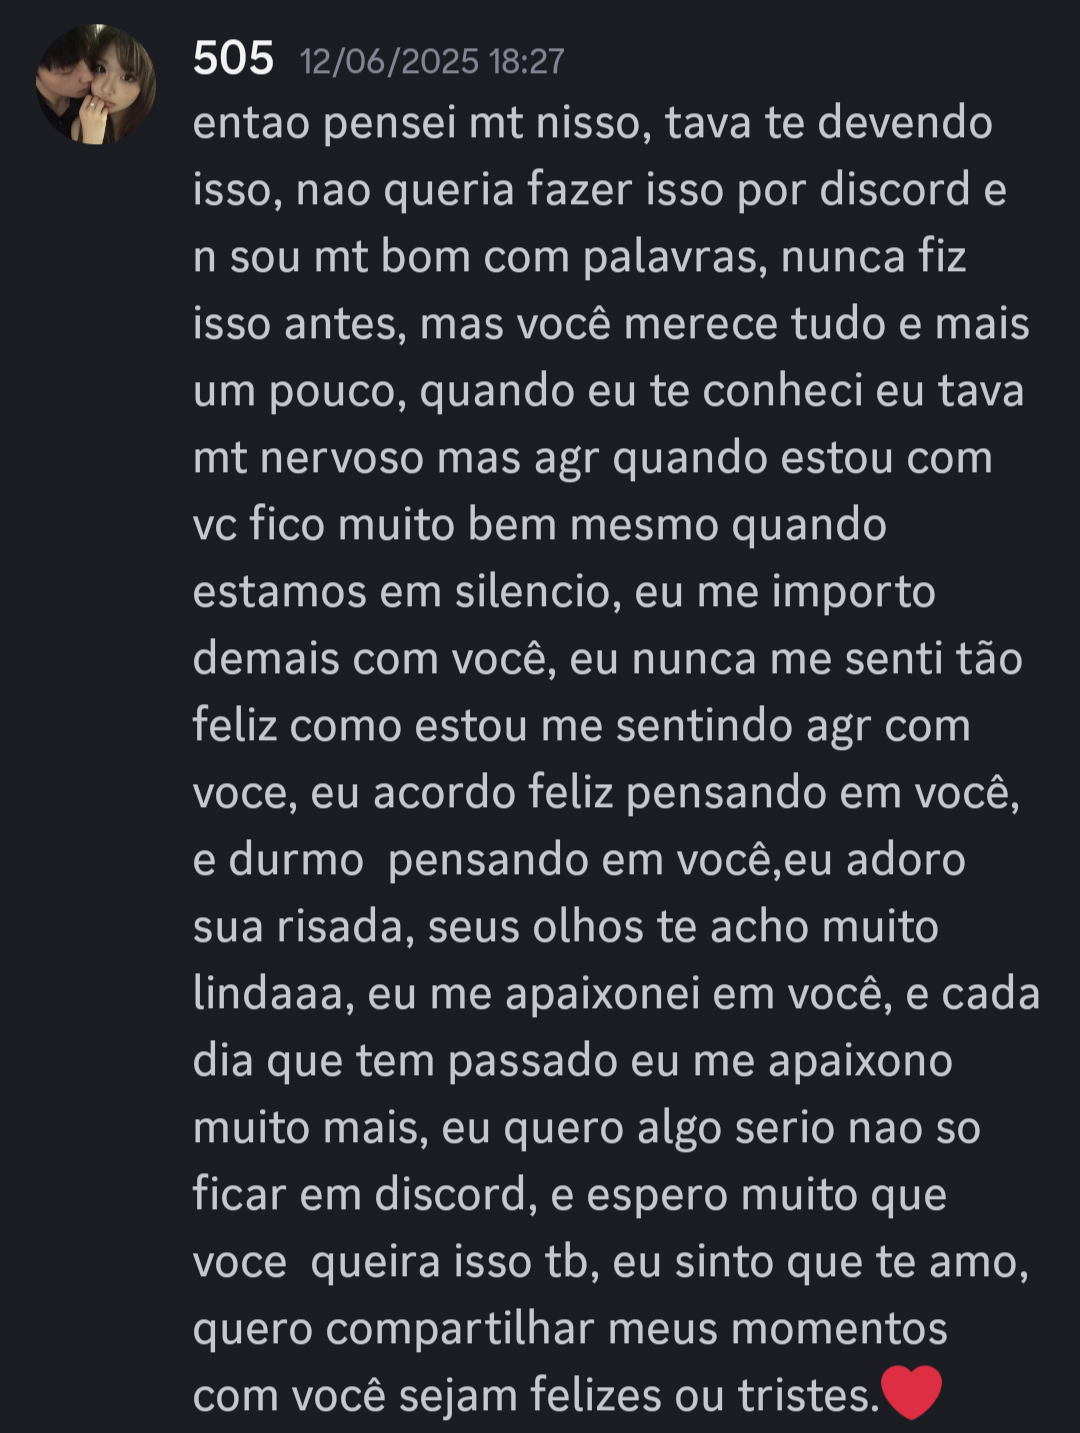 505 12/06/2025 18:27
entao pensei mt nisso, tava te devendo
isso, nao queria fazer isso por discord e
n sou mt bom com palavras, nunca fiz
isso antes, mas você merece tudo e mais
um pouco, quando eu te conheci eu tava
mt nervoso mas agr quando estou com
vc fico muito bem mesmo quando
estamos em silencio, eu me importo
demais com você, eu nunca me senti tão
feliz como estou me sentindo agr com
voce, eu acordo feliz pensando em você,
e durmo  pensando em você,eu adoro
sua risada, seus olhos te acho muito
lindaaa, eu me apaixonei em você, e cada
dia que tem passado eu me apaixono
muito mais, eu quero algo serio nao so
ficar em discord, e espero muito que
voce  queira isso tb, eu sinto que te amo,
quero compartilhar meus momentos
com você sejam felizes ou tristes.❤️